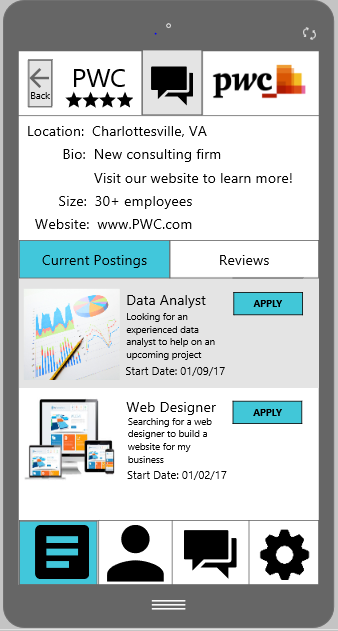 Back
PWC
pwc
Location: Charlottesville, VA
Bio: New consulting firm
Visit our website to learn more!
Size: 30+ employees
Website: www.PWC.com
Current Postings
Reviews
Data Analyst
APPLY
Looking for an
experienced data
analyst to help on an
upcoming project
Start Date: 01/09/17
Web Designer
APPLY
Searching for a web
designer to build a
website for my
business
Start Date: 01/02/17